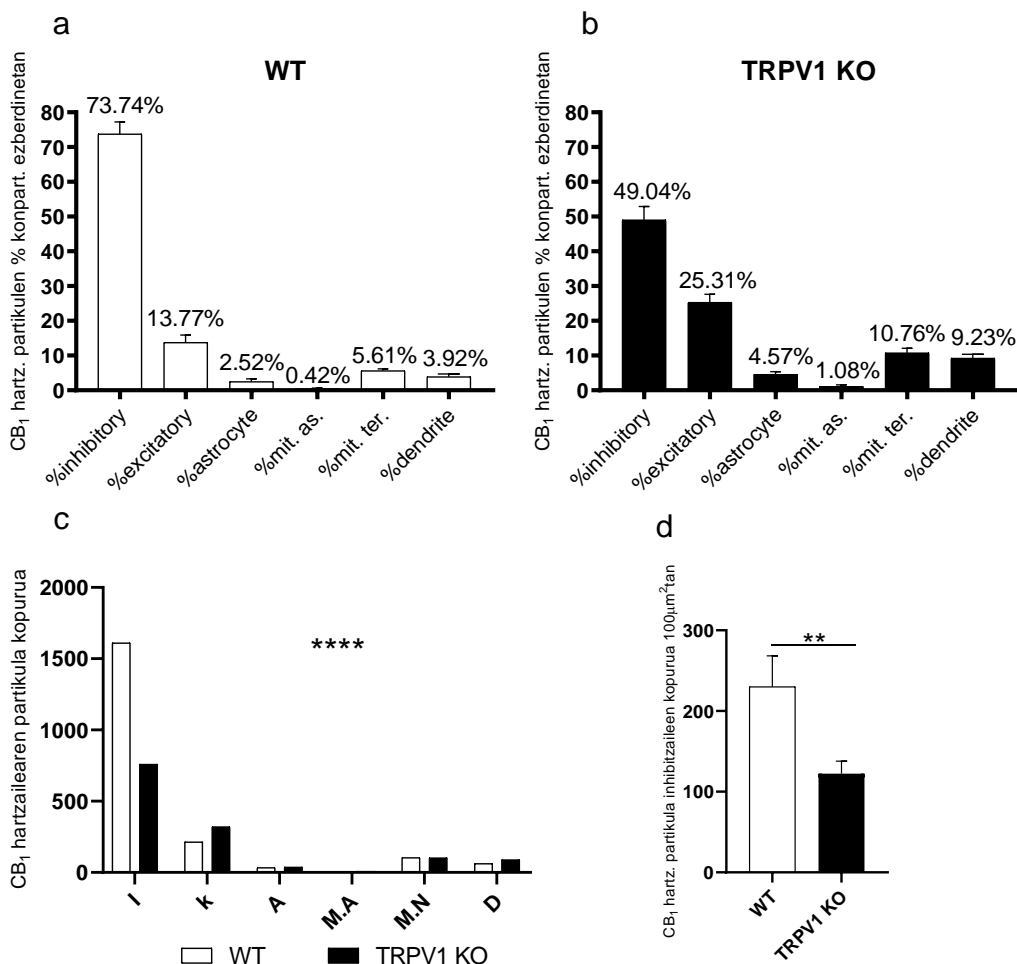 a
WT
CB₁ hartz. partikulen % konpart. ezberdinetan
80
70
60
50
40
30
20
10
0
73.74%
13.77%
2.52%
0.42%
5.61%
3.92%
%inhibitory
%excitatory
%astrocyte
%mit. as.
%mit. ter.
%dendrite
b
TRPV1 KO
CB₁ hartz. partikulen % konpart. ezberdinetan
80
70
60
50
40
30
20
10
0
49.04%
25.31%
4.57%
1.08%
10.76%
9.23%
%inhibitory
%excitatory
%astrocyte
%mit. as.
%mit. ter.
%dendrite
c
CB₁ hartzailearen partikula kopurua
2000
1500
1000
500
0
****
I
k
A
M.A
M.N
D
WT
TRPV1 KO
d
CB₁ hartz. partikula inhibitzaileen kopurua 100µm²tan
300
200
100
0
**
WT
TRPV1 KO